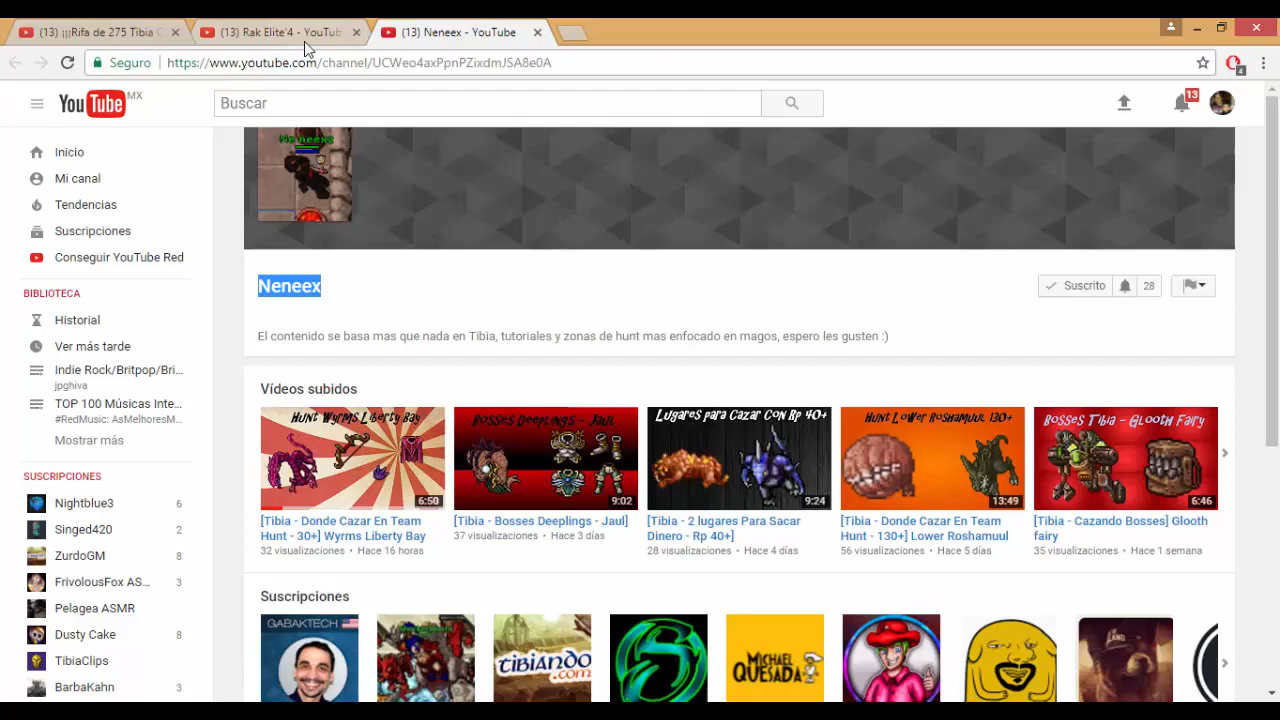 (13) ¡¡¡Rifa de 275 Tibia C
(13) Rak Elite'4 - YouTub
(13) Neneex - YouTube
Seguro
https://www.youtube.com/channel/UCWeo4axPpnPZixdmJSA8e0A
4
YouTube MX
Buscar
13
Inicio
Mi canal
Tendencias
Suscripciones
Conseguir YouTube Red
BIBLIOTECA
Historial
Ver más tarde
Indie Rock/Britpop/Bri...
jpghiva
TOP 100 Músicas Inte...
#RedMusic: AsMelhoresM...
Mostrar más
SUSCRIPCIONES
Nightblue3 6
Singed420 2
ZurdoGM 8
FrivolousFox AS... 3
Pelagea ASMR
Dusty Cake 8
TibiaClips
BarbaKahn 3
Neneex
Suscrito 28
El contenido se basa mas que nada en Tibia, tutoriales y zonas de hunt mas enfocado en magos, espero les gusten :)
Vídeos subidos
Hunt Wyrms Liberty Bay
6:50
[Tibia - Donde Cazar En Team
Hunt - 30+] Wyrms Liberty Bay
32 visualizaciones • Hace 16 horas
Bosses Deeplings - Jaul
9:02
[Tibia - Bosses Deeplings - Jaul]
37 visualizaciones • Hace 3 días
Lugares para Cazar Con Rp 40+
9:24
[Tibia - 2 lugares Para Sacar
Dinero - Rp 40+]
28 visualizaciones • Hace 4 días
Hunt Lower Roshamuul 130+
13:49
[Tibia - Donde Cazar En Team
Hunt - 130+] Lower Roshamuul
56 visualizaciones • Hace 5 días
Bosses Tibia - Glooth Fairy
6:46
[Tibia - Cazando Bosses] Glooth
fairy
35 visualizaciones • Hace 1 semana
Suscripciones
GABAKTECH
TIBIANDO
.com
MICHAEL
QUESADA